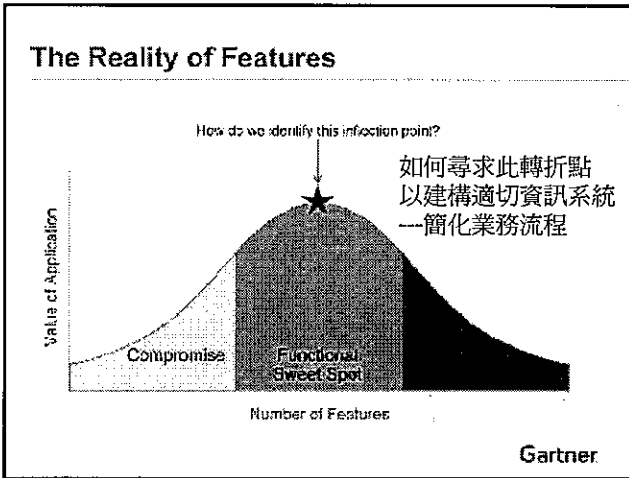 The Reality of Features
How do we identify this inflection point?
如何尋求此轉折點
以建構適切資訊系統
---簡化業務流程
Value of Application
Compromise
Functional
Sweet Spot
Number of Features
Gartner